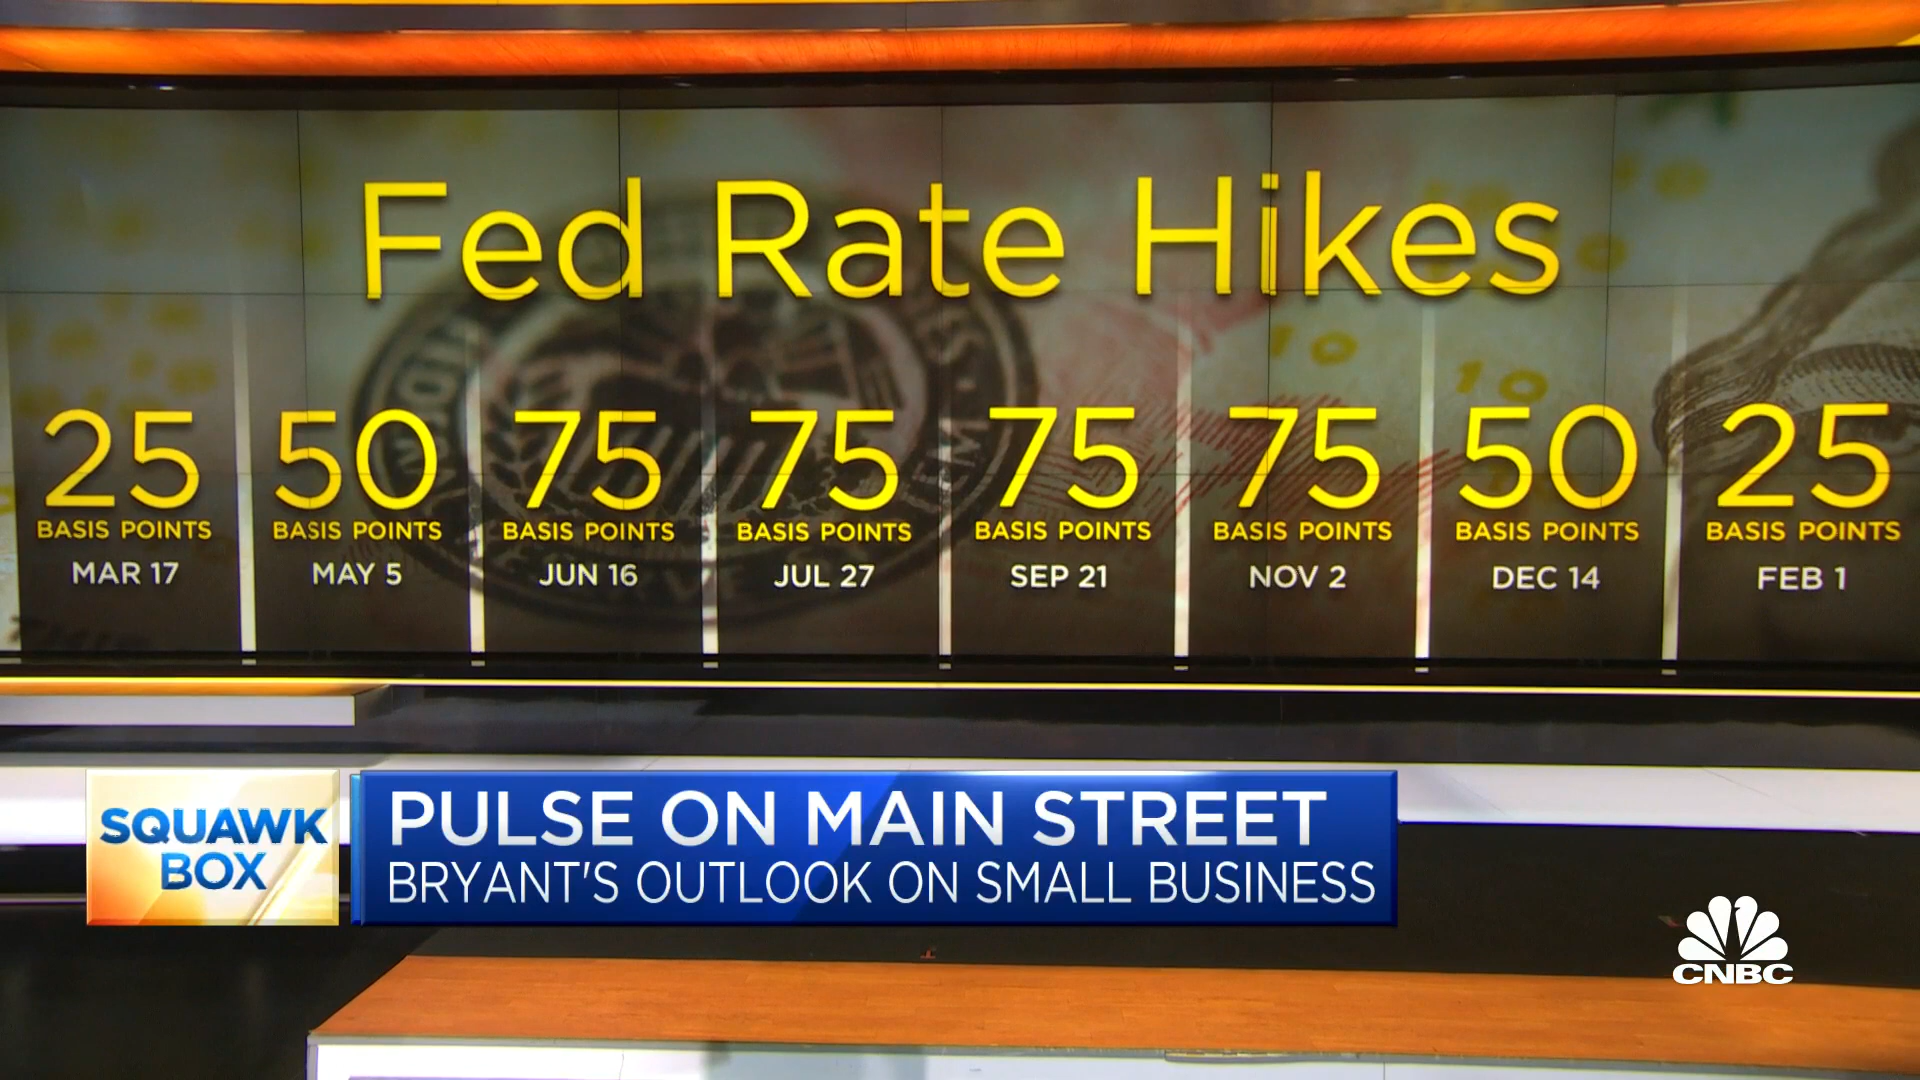 Fed Rate Hikes
25 50 75 75 75 75 50 25
BASIS POINTS BASIS POINTS BASIS POINTS BASIS POINTS BASIS POINTS BASIS POINTS BASIS POINTS BASIS POINTS
MAR 17 MAY 5 JUN 16 JUL 27 SEP 21 NOV 2 DEC 14 FEB 1
SQUAWK
BOX
PULSE ON MAIN STREET
BRYANT'S OUTLOOK ON SMALL BUSINESS
CNBC